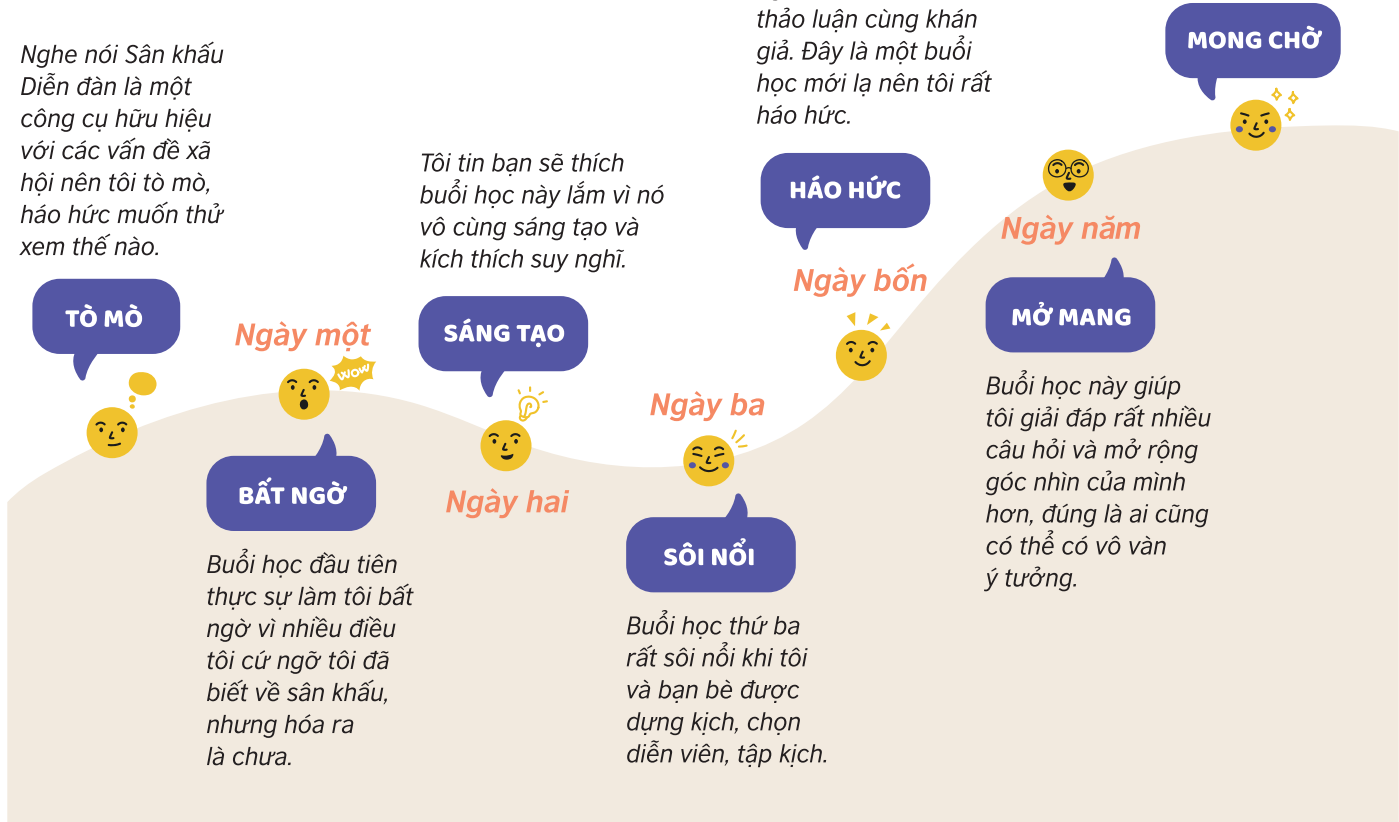 Nghe nói Sân khấu
Diễn đàn là một
công cụ hữu hiệu
với các vấn đề xã
hội nên tôi tò mò,
háo hức muốn thử
xem thế nào.
TÒ MÒ
Ngày một
WOW
BẤT NGỜ
Buổi học đầu tiên
thực sự làm tôi bất
ngờ vì nhiều điều
tôi cứ ngỡ tôi đã
biết về sân khấu,
nhưng hóa ra
là chưa.
Tôi tin bạn sẽ thích
buổi học này lắm vì nó
vô cùng sáng tạo và
kích thích suy nghĩ.
SÁNG TẠO
Ngày hai
Ngày ba
SÔI NỔI
Buổi học thứ ba
rất sôi nổi khi tôi
và bạn bè được
dựng kịch, chọn
diễn viên, tập kịch.
thảo luận cùng khán
giả. Đây là một buổi
học mới lạ nên tôi rất
háo hức.
HÁO HỨC
Ngày bốn
Ngày năm
MỞ MANG
Buổi học này giúp
tôi giải đáp rất nhiều
câu hỏi và mở rộng
góc nhìn của mình
hơn, đúng là ai cũng
có thể có vô vàn
ý tưởng.
MONG CHỜ